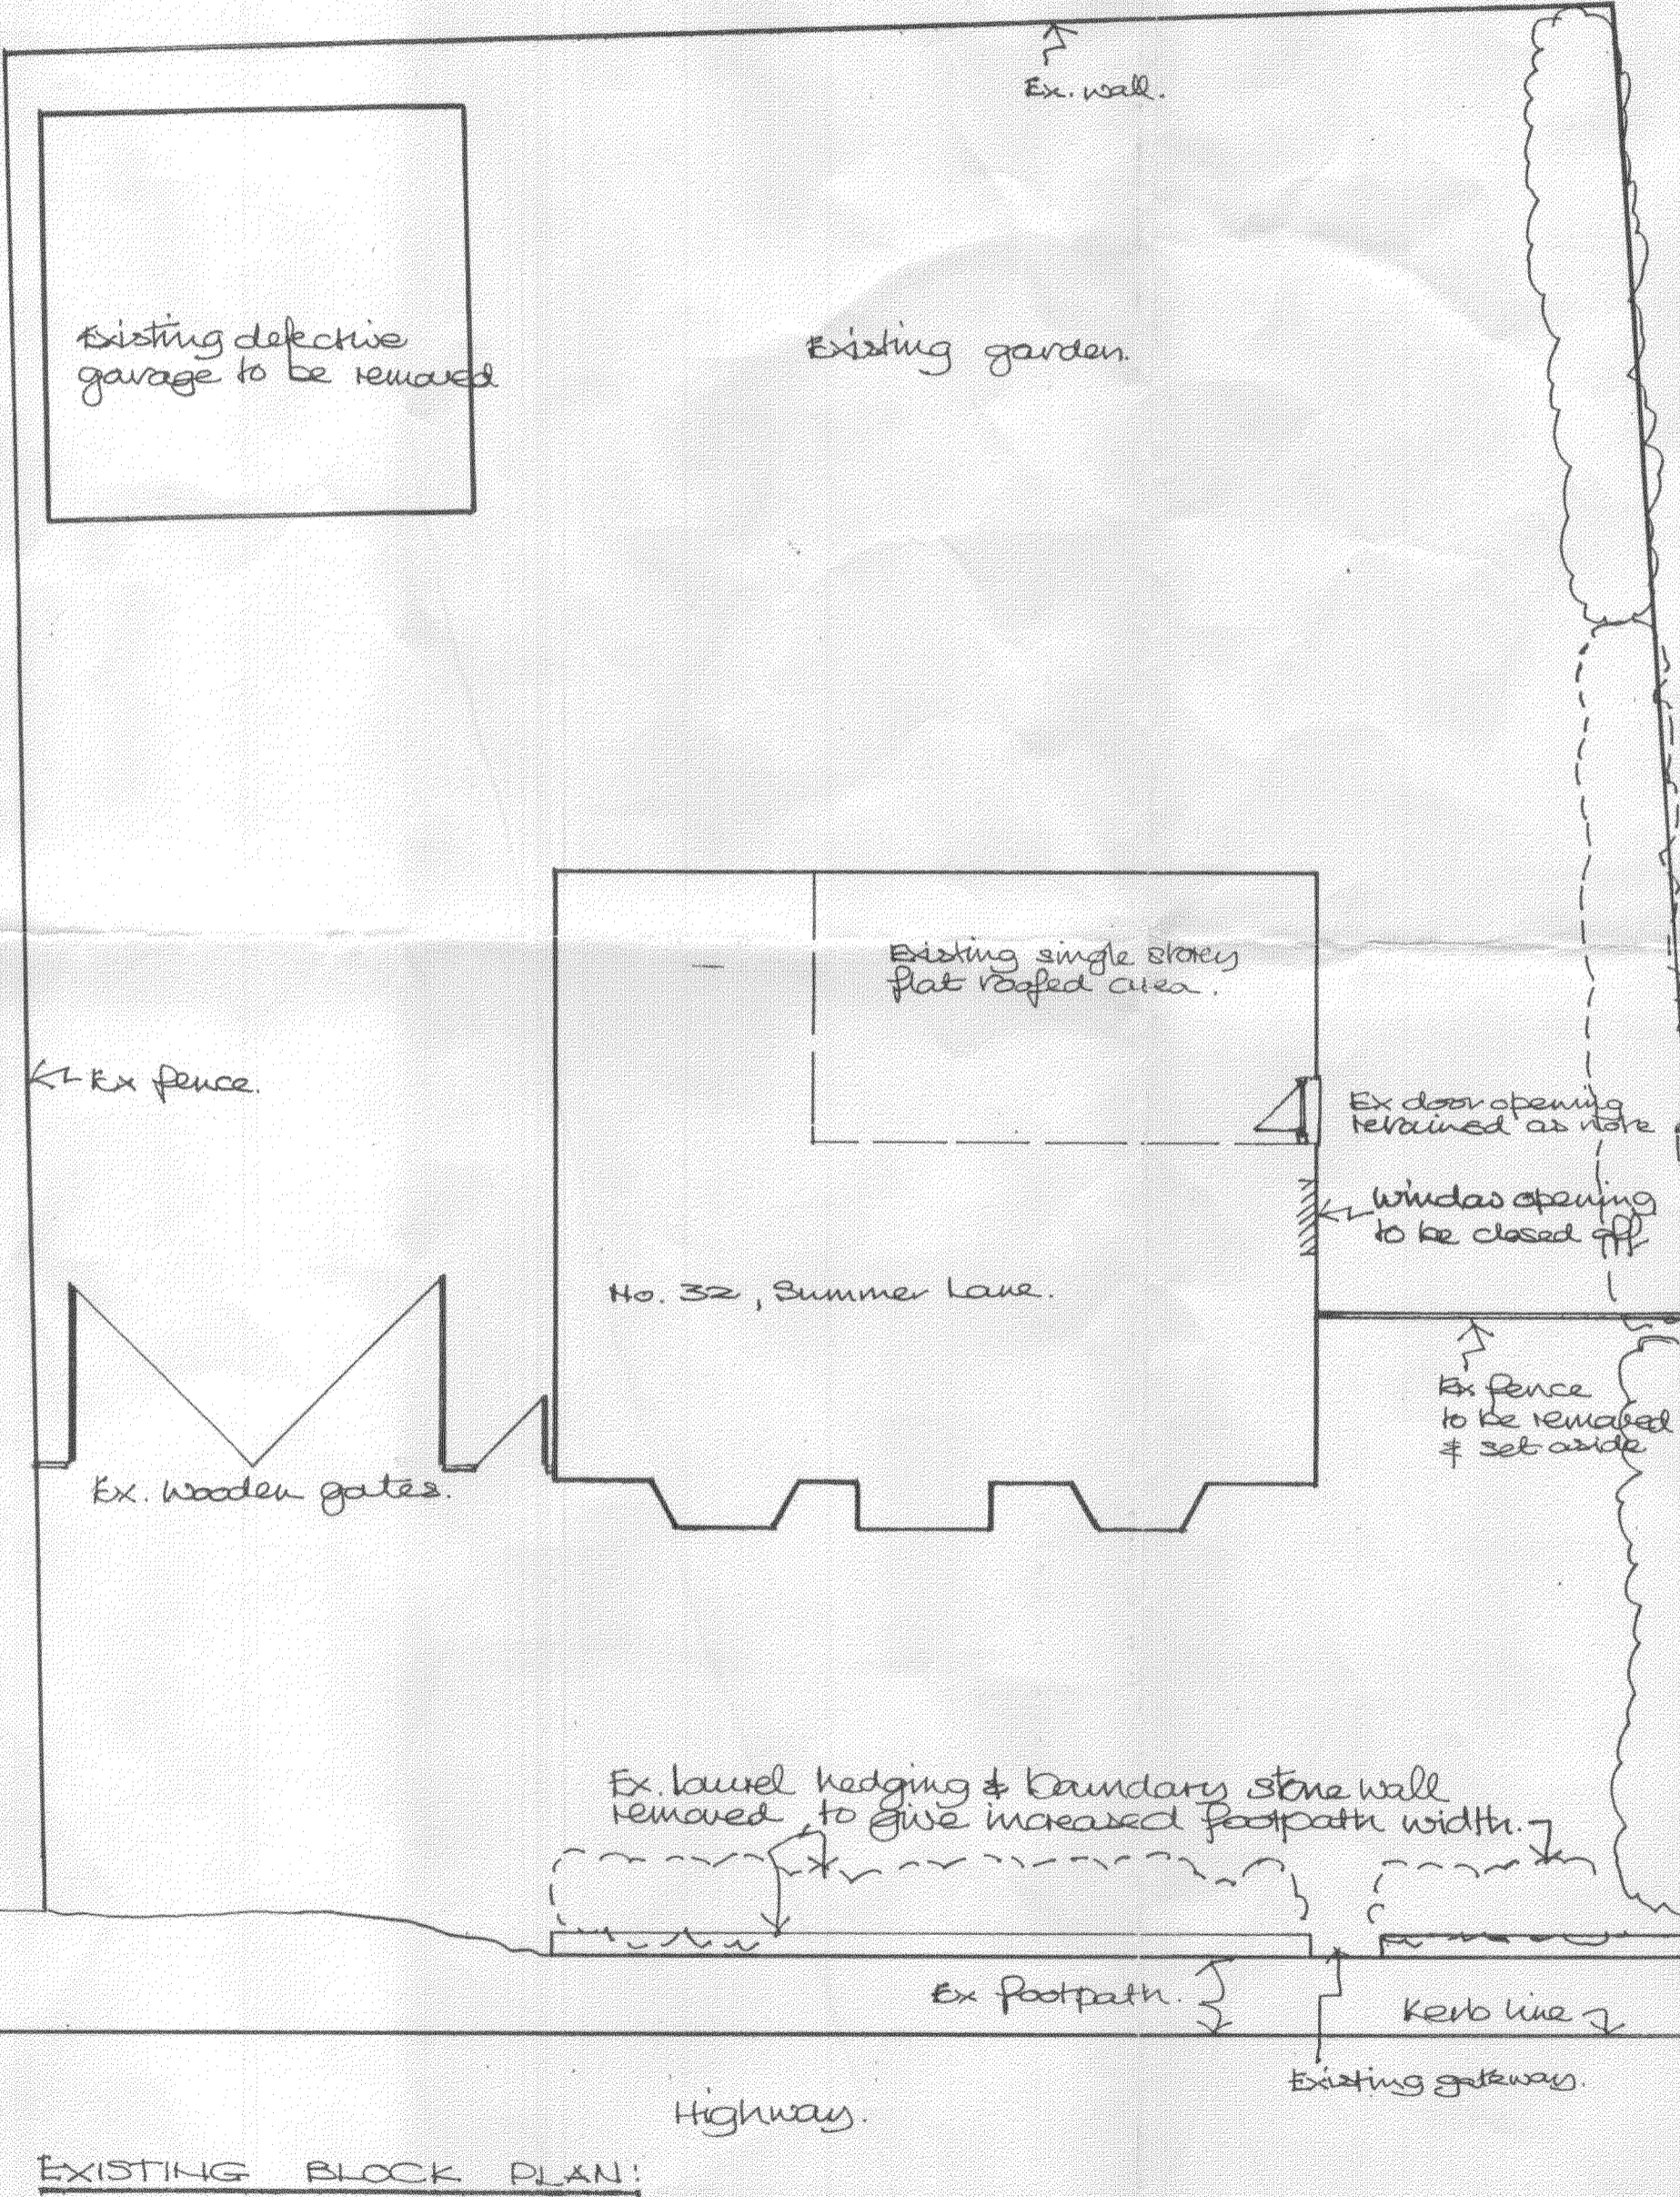 Ex. wall.
Existing defective
garage to be removed
Existing garden.
Existing single storey
flat roofed area.
Ex fence.
Ex door opening
retained as note
Window opening
to be closed off
No. 32, Summer Lane.
Ex fence
to be removed
& set aside
Ex. wooden gates.
Ex. laurel hedging & boundary stone wall
removed to give increased footpath width.
Ex footpath.
Kerb line
Existing gateway.
Highway.
EXISTING BLOCK PLAN: